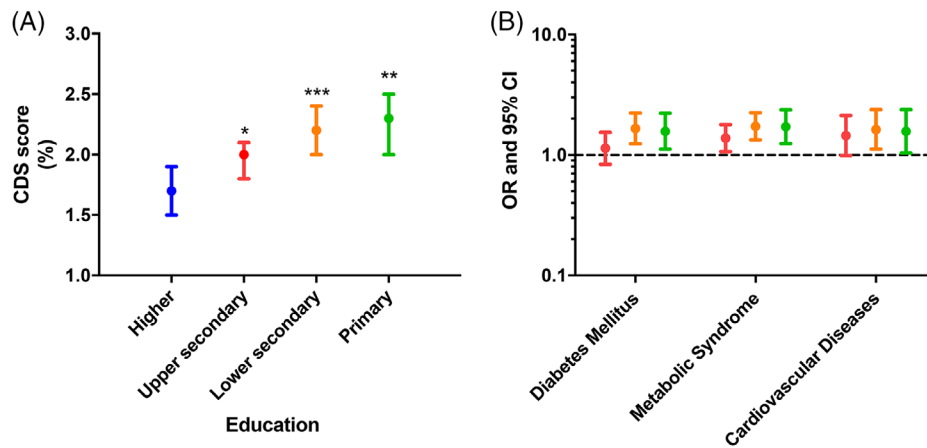 (A)
CDS score
(%)
3.0
2.5
2.0
1.5
1.0
*
***
**
Higher
Upper secondary
Lower secondary
Primary
Education
(B)
OR and 95% CI
10.0
1.0
0.1
Diabetes Mellitus
Metabolic Syndrome
Cardiovascular Diseases